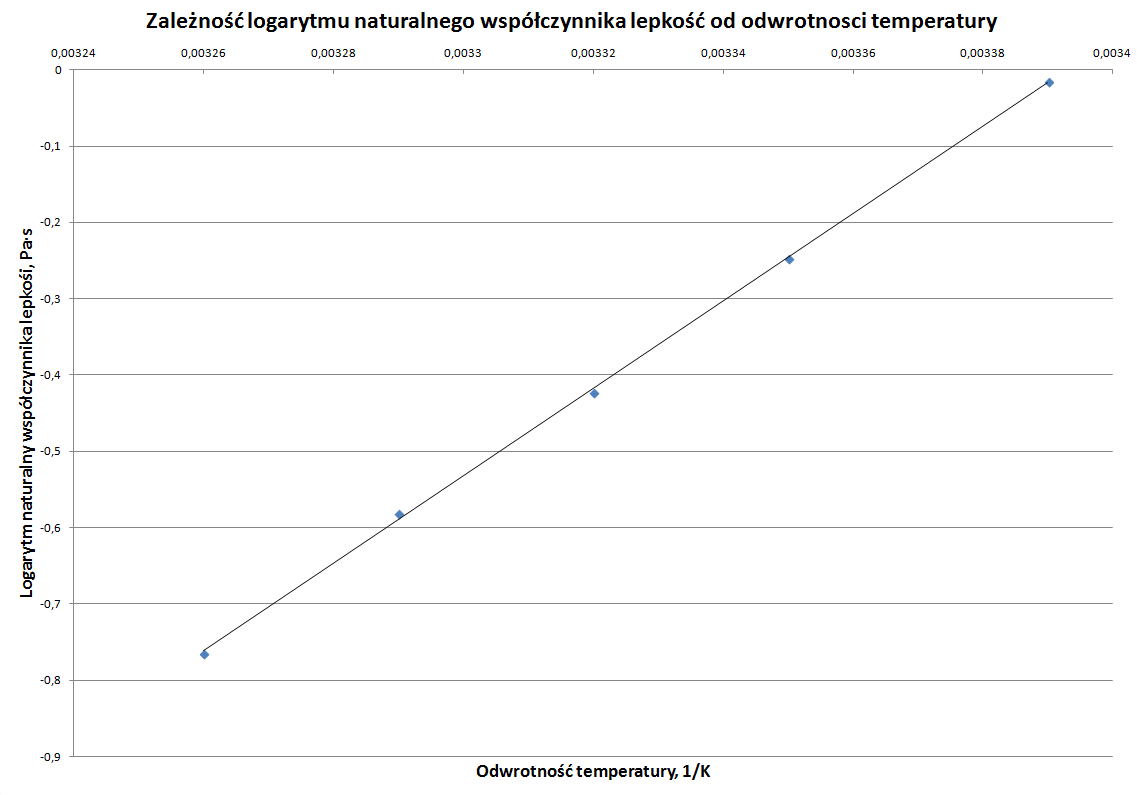 Zależność logarytmu naturalnego współczynnika lepkość od odwrotnosci temperatury
0,00324 0,00326 0,00328 0,0033 0,00332 0,00334 0,00336 0,00338 0,0034
0
-0,1
-0,2
-0,3
-0,4
-0,5
-0,6
-0,7
-0,8
-0,9
Logarytm naturalny współczynnika lepkośi, Pa·s
Odwrotność temperatury, 1/K